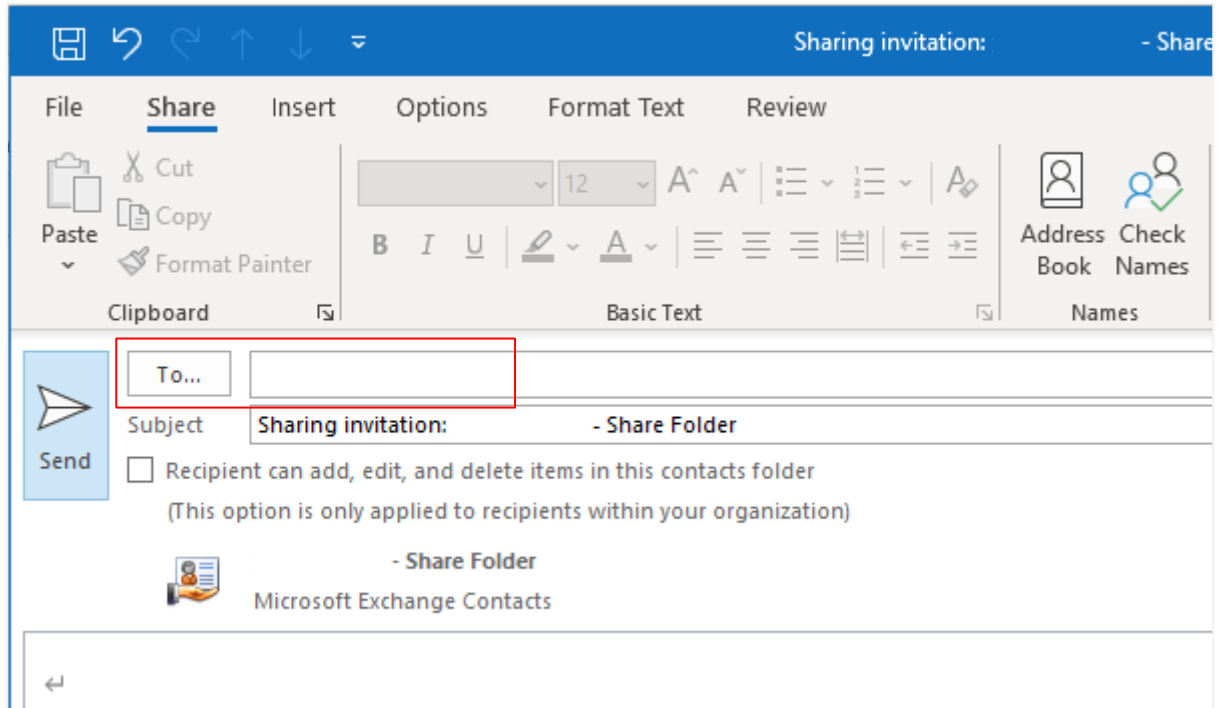 Sharing invitation: - Share
File Share Insert Options Format Text Review
Paste
Cut
Copy
Format Painter
Clipboard
12
B I U A
Basic Text
Address Book
Check Names
Names
Send
To...
Subject Sharing invitation: - Share Folder
Recipient can add, edit, and delete items in this contacts folder
(This option is only applied to recipients within your organization)
- Share Folder
Microsoft Exchange Contacts